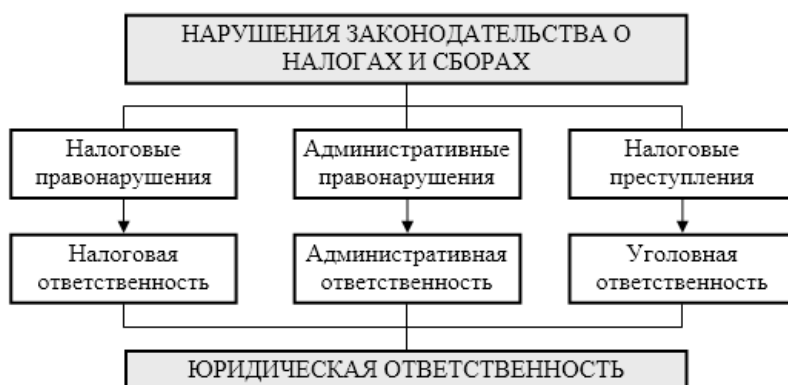 НАРУШЕНИЯ ЗАКОНОДАТЕЛЬСТВА О
НАЛОГАХ И СБОРАХ
Налоговые
правонарушения
Административные
правонарушения
Налоговые
преступления
Налоговая
ответственность
Административная
ответственность
Уголовная
ответственность
ЮРИДИЧЕСКАЯ ОТВЕТСТВЕННОСТЬ